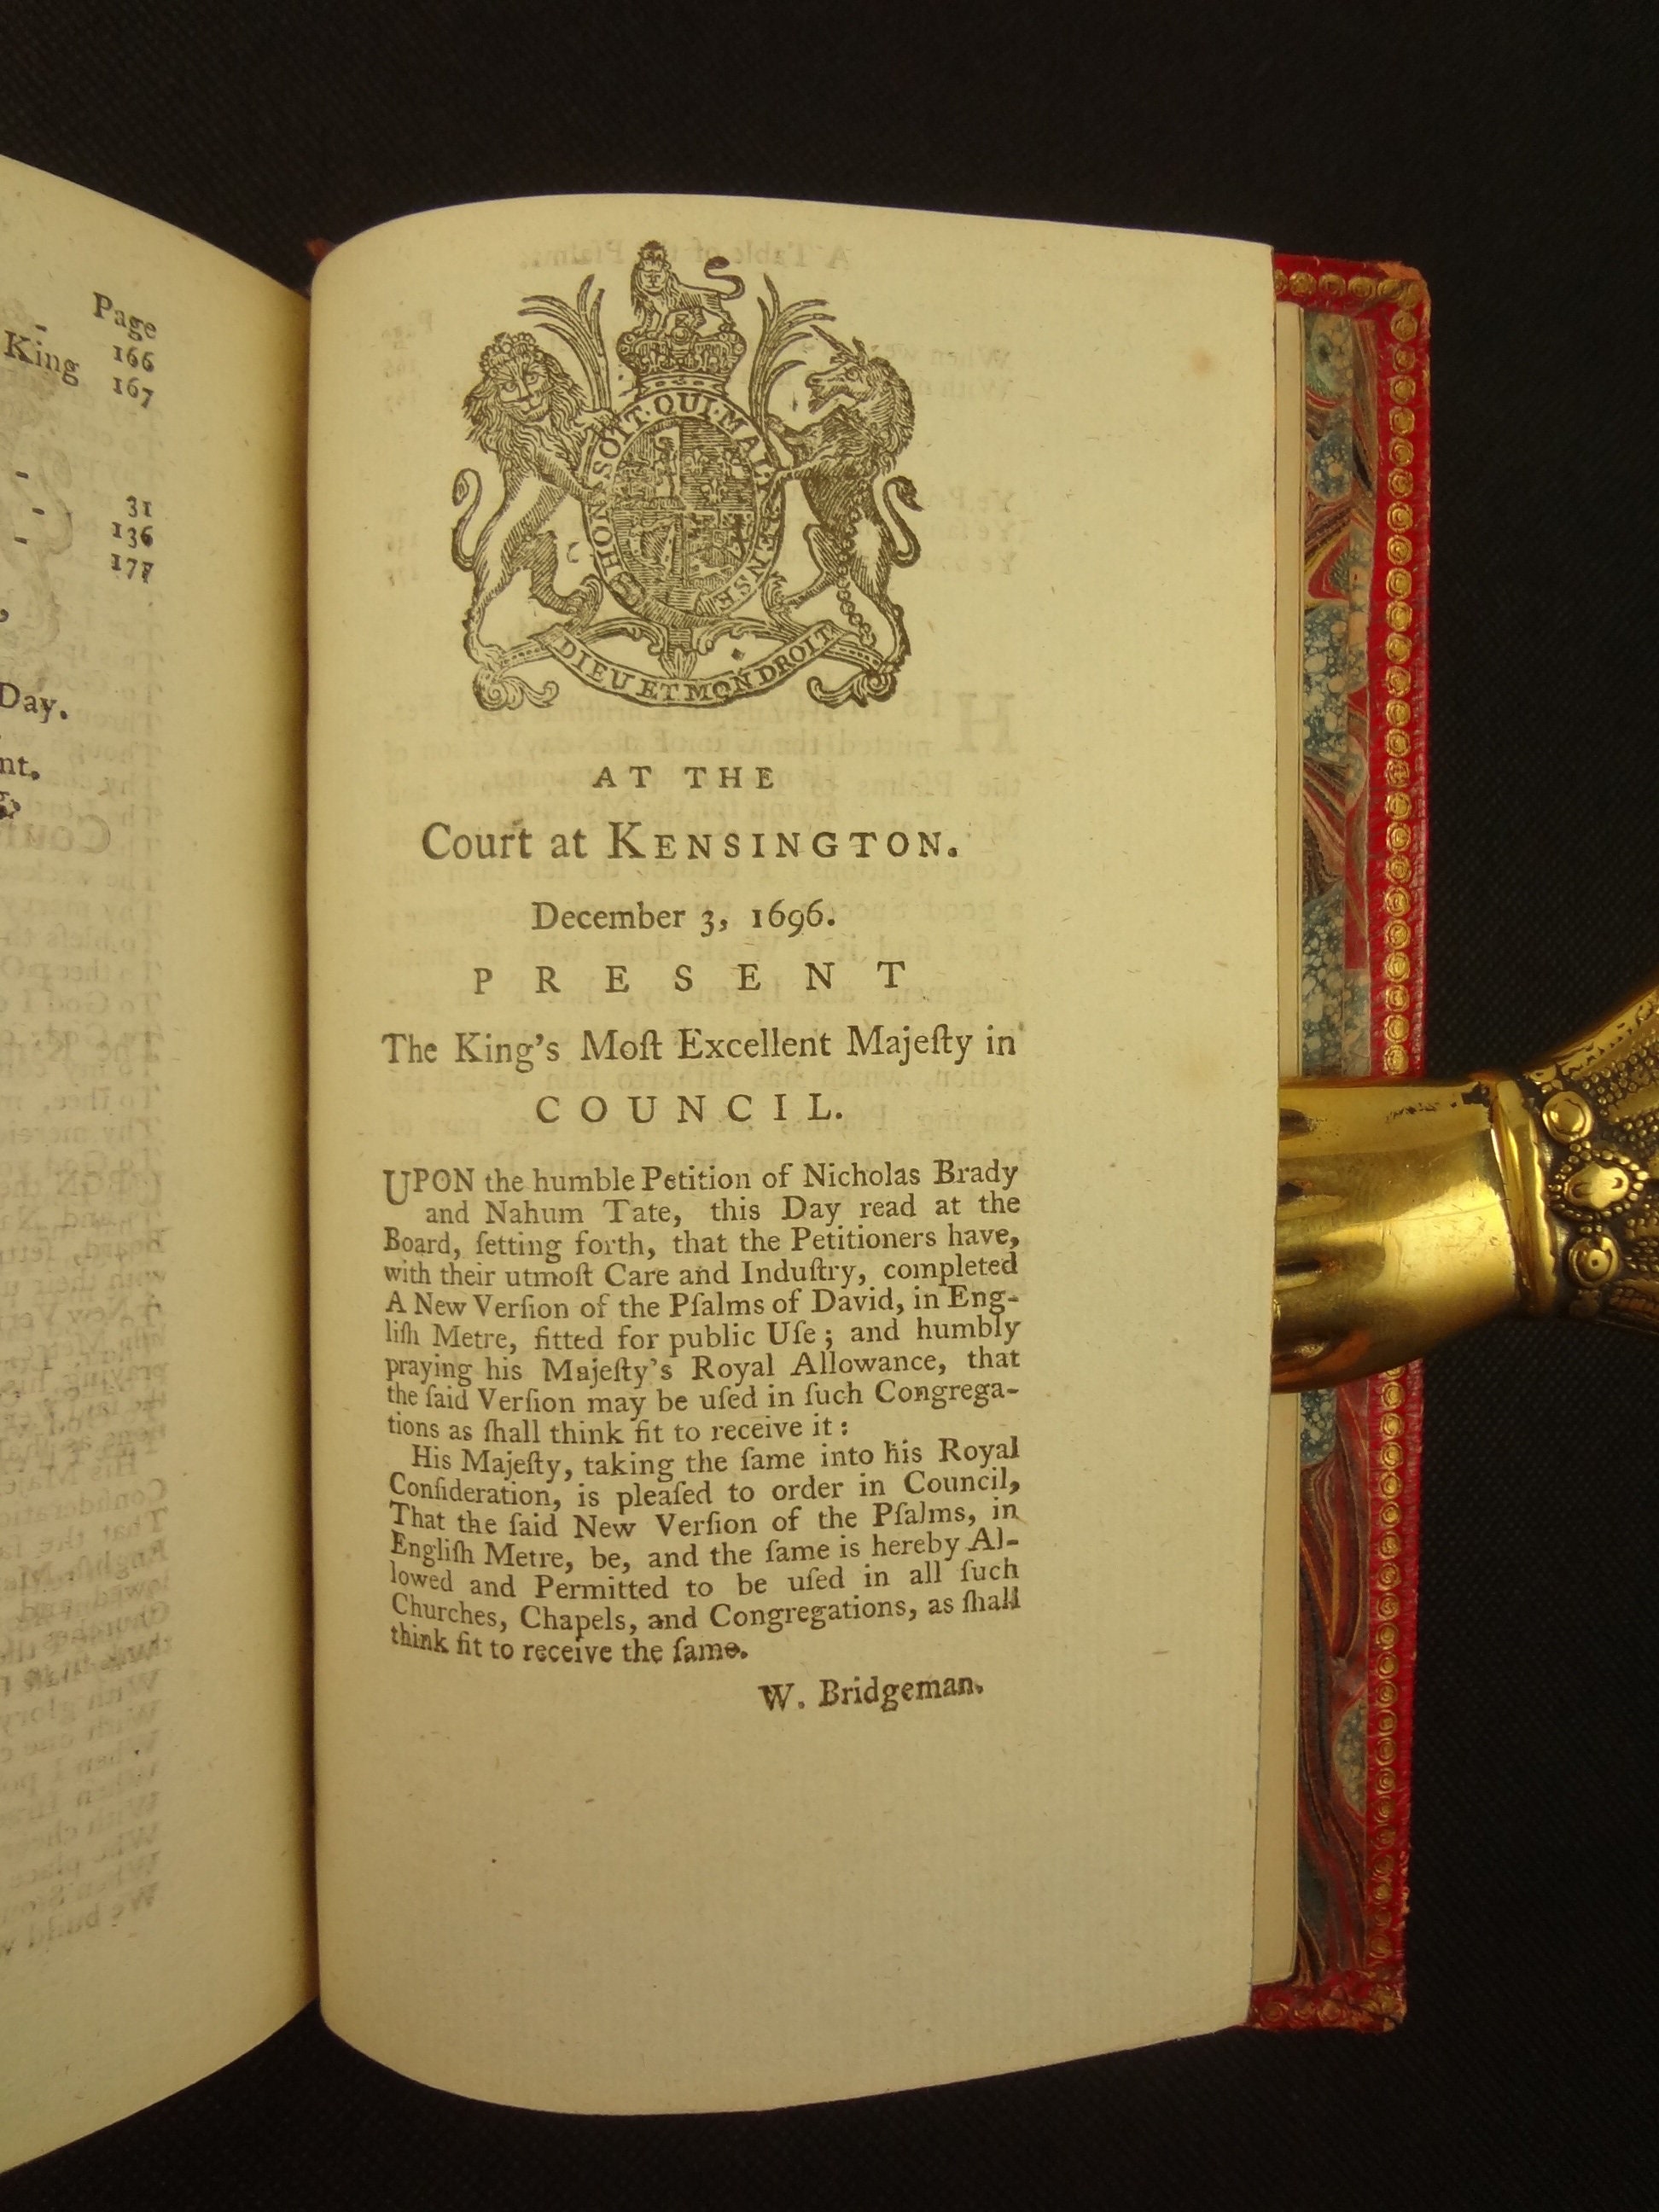 Page
166
King 167
31
136
177
Day.
nt.
HONI·SOIT·QUI·MAL·Y·PENSE
DIEU ET MON DROIT
AT THE
Court at KENSINGTON.
December 3, 1696.
PRESENT
The King's Moſt Excellent Majeſty in
COUNCIL.
UPON the humble Petition of Nicholas Brady
and Nahum Tate, this Day read at the
Board, ſetting forth, that the Petitioners have,
with their utmoſt Care and Induſtry, completed
A New Verſion of the Pſalms of David, in Eng-
liſh Metre, fitted for public Uſe; and humbly
praying his Majeſty's Royal Allowance, that
the ſaid Verſion may be uſed in ſuch Congrega-
tions as ſhall think fit to receive it:
His Majeſty, taking the ſame into his Royal
Conſideration, is pleaſed to order in Council,
That the ſaid New Verſion of the Pſalms, in
Engliſh Metre, be, and the ſame is hereby Al-
lowed and Permitted to be uſed in all ſuch
Churches, Chapels, and Congregations, as ſhall
think fit to receive the ſame.
W. Bridgeman.